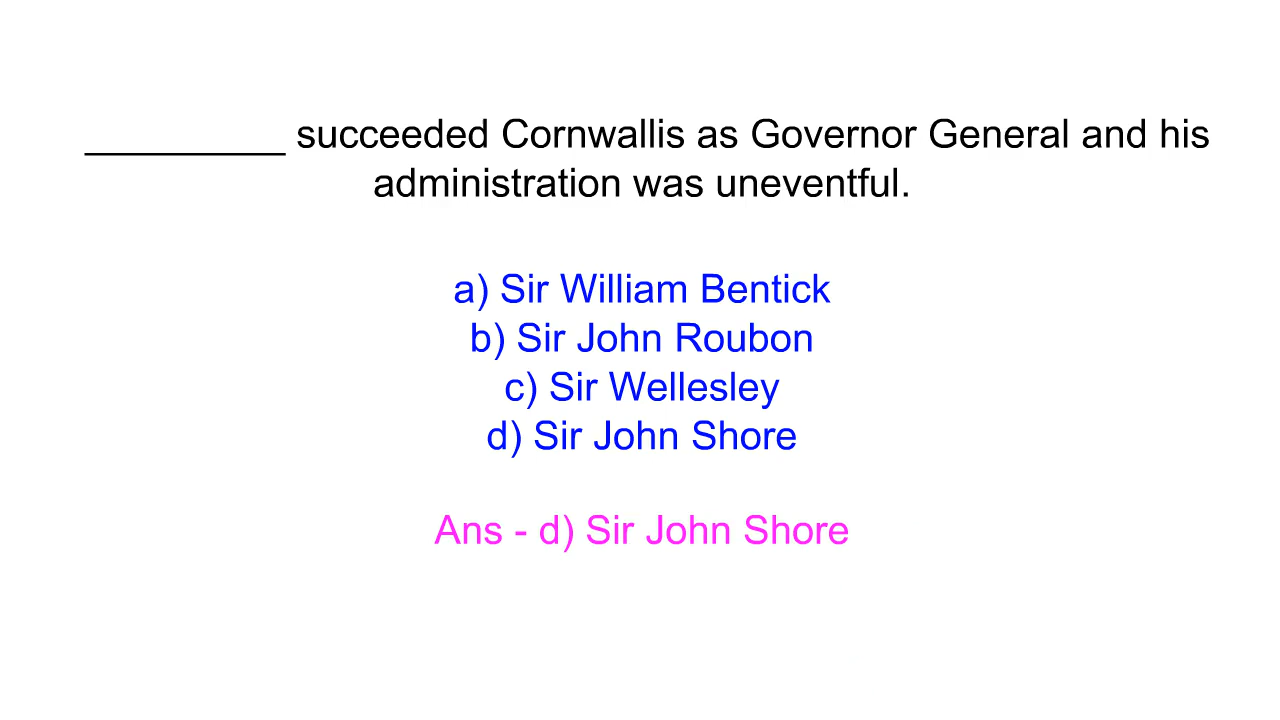 __________ succeeded Cornwallis as Governor General and his
administration was uneventful.
a) Sir William Bentick
b) Sir John Roubon
c) Sir Wellesley
d) Sir John Shore
Ans - d) Sir John Shore